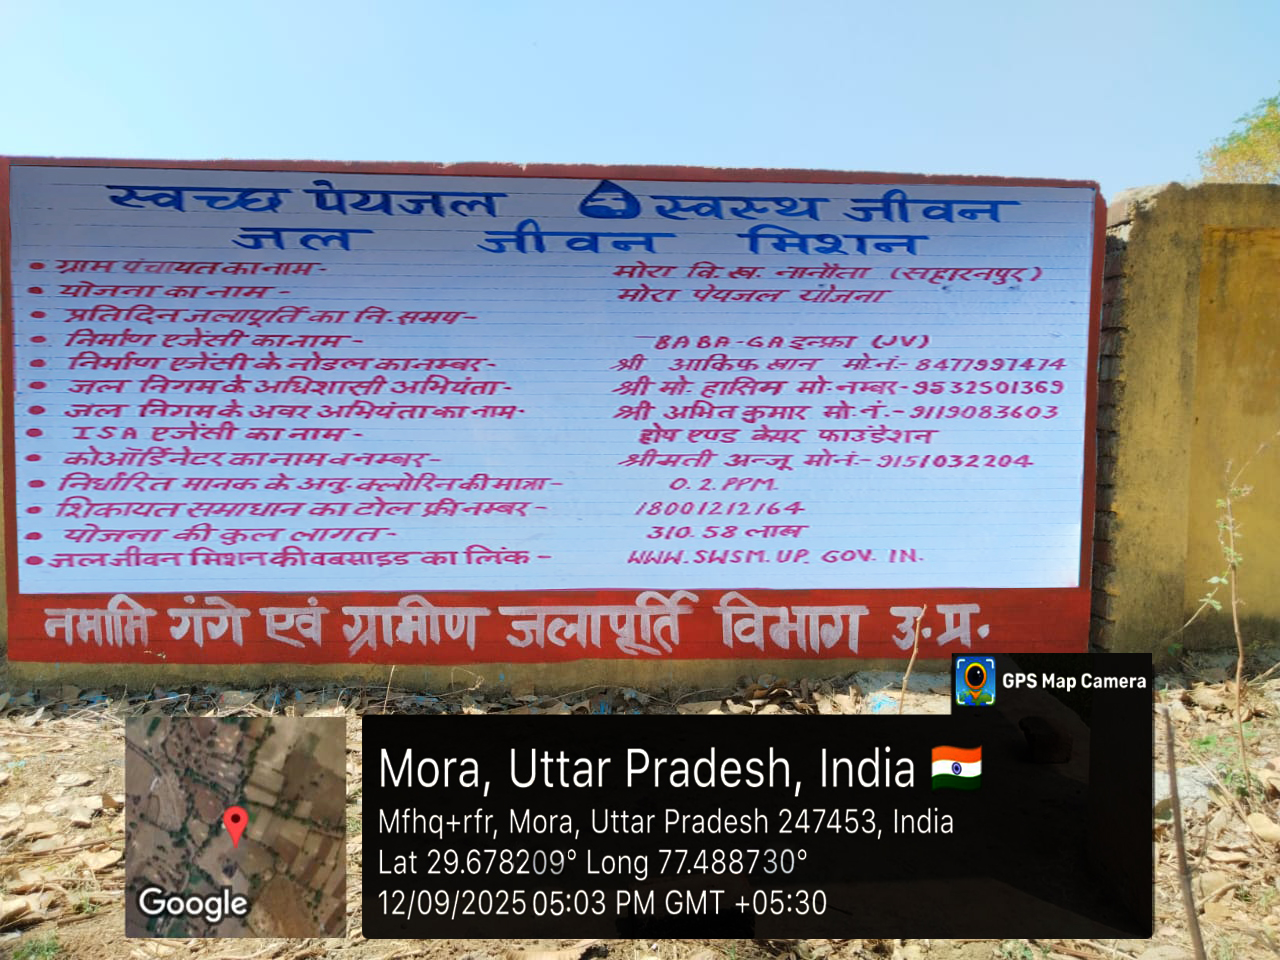 स्वच्छ पेयजल स्वस्थ जीवन
जल जीवन मिशन
• ग्राम पंचायत का नाम- मोरा वि.ख. नानौता (सहारनपुर)
• योजना का नाम - मोरा पेयजल योजना
• प्रतिदिन जलापूर्ति का नि.समय-
• निर्माण एजेंसी का नाम- BABA-GA इन्फ्रा (JV)
• निर्माण एजेंसी के नोडल का नम्बर- श्री आकिफ खान मो.नं:- 8477997474
• जल निगम के अधिशासी अभियंता- श्री मो. हासिम मो.नम्बर- 9532501369
• जल निगम के अवर अभियंता का नाम- श्री अमित कुमार मो.नं.- 9119083603
• ISA एजेंसी का नाम- होप एण्ड केयर फाउंडेशन
• कोऑर्डिनेटर का नाम व नम्बर- श्रीमती अन्जू मो.नं:- 9151032204
• निर्धारित मानक के अनु. क्लोरिन की मात्रा- 0.2. PPM.
• शिकायत समाधान का टोल फ्री नम्बर- 18001212164
• योजना की कुल लागत- 310.58 लाख
• जल जीवन मिशन की वबसाइड का लिंक - WWW.SWSM.UP. GOV. IN.
नमामि गंगे एवं ग्रामीण जलापूर्ति विभाग उ.प्र.
GPS Map Camera
Mora, Uttar Pradesh, India
Mfhq+rfr, Mora, Uttar Pradesh 247453, India
Lat 29.678209° Long 77.488730°
12/09/2025 05:03 PM GMT +05:30
Google